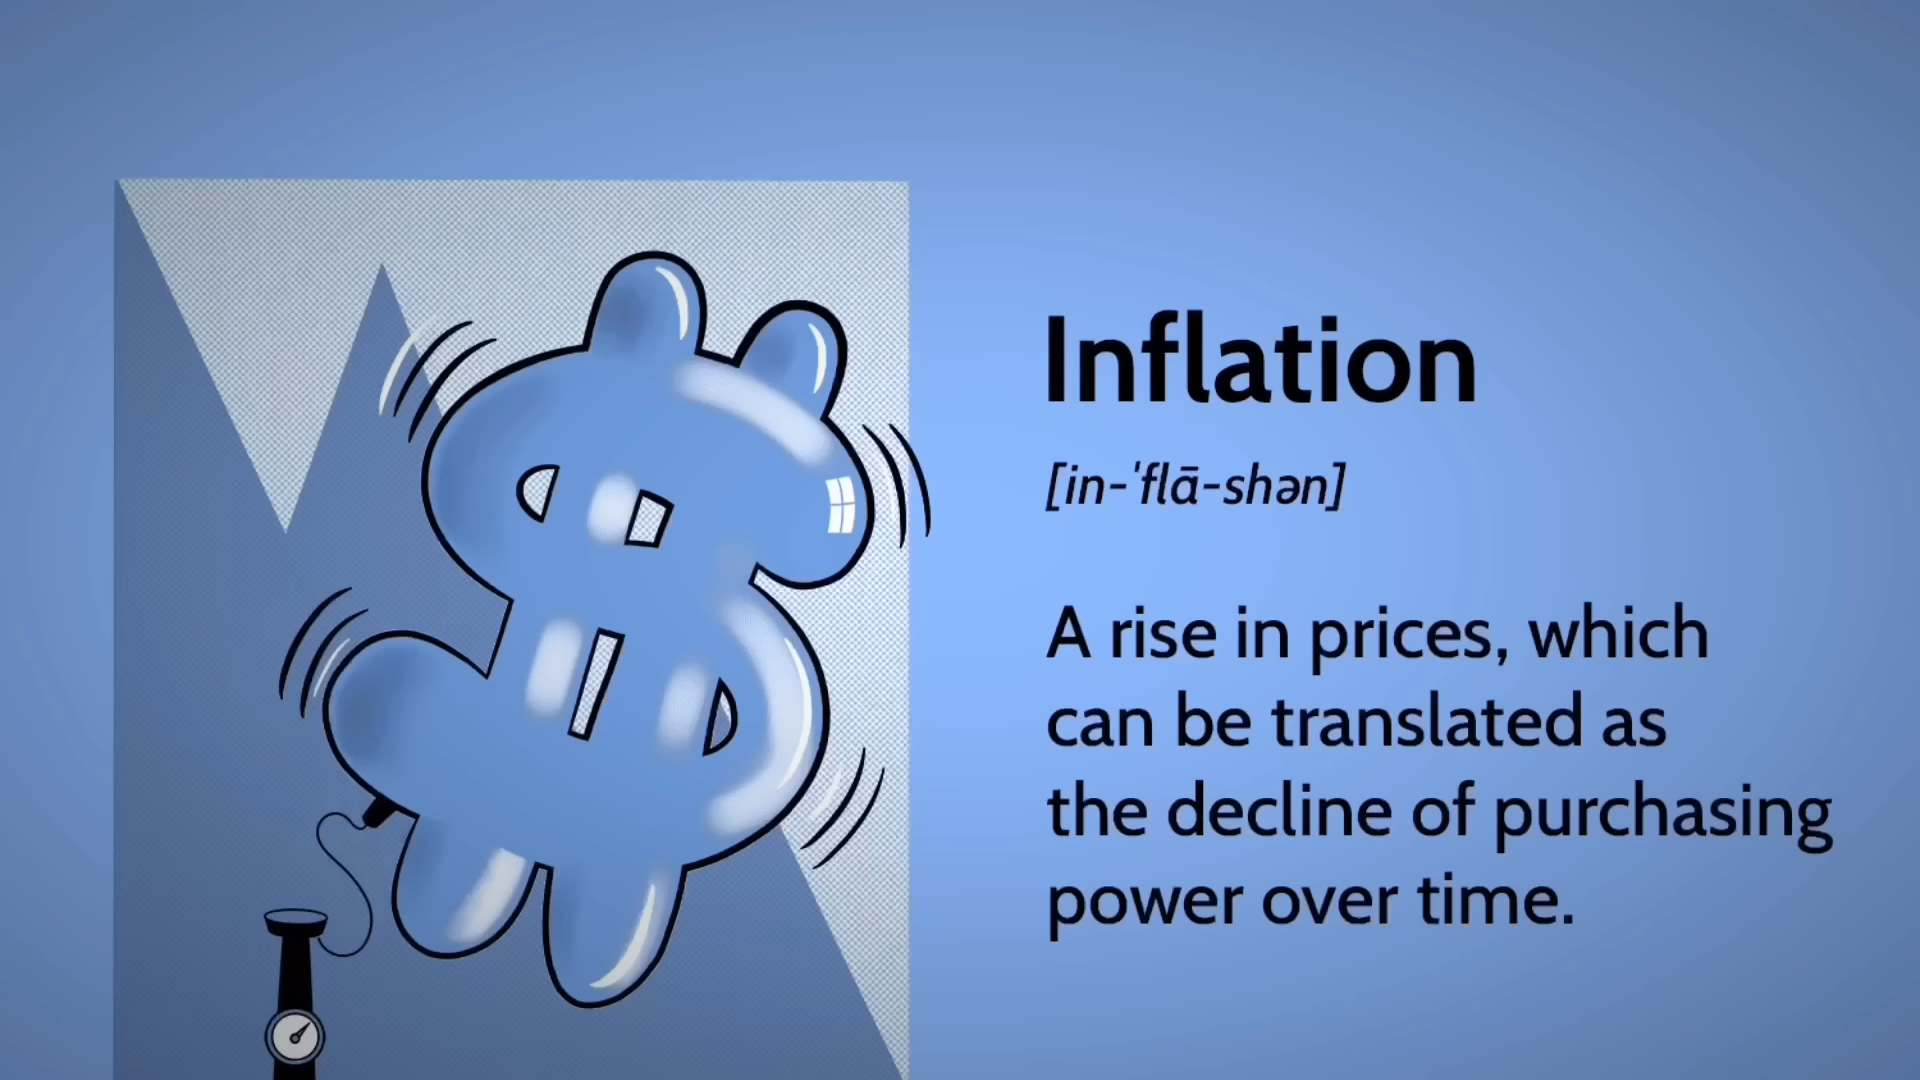 Inflation
[in-ˈflā-shən]
A rise in prices, which
can be translated as
the decline of purchasing
power over time.